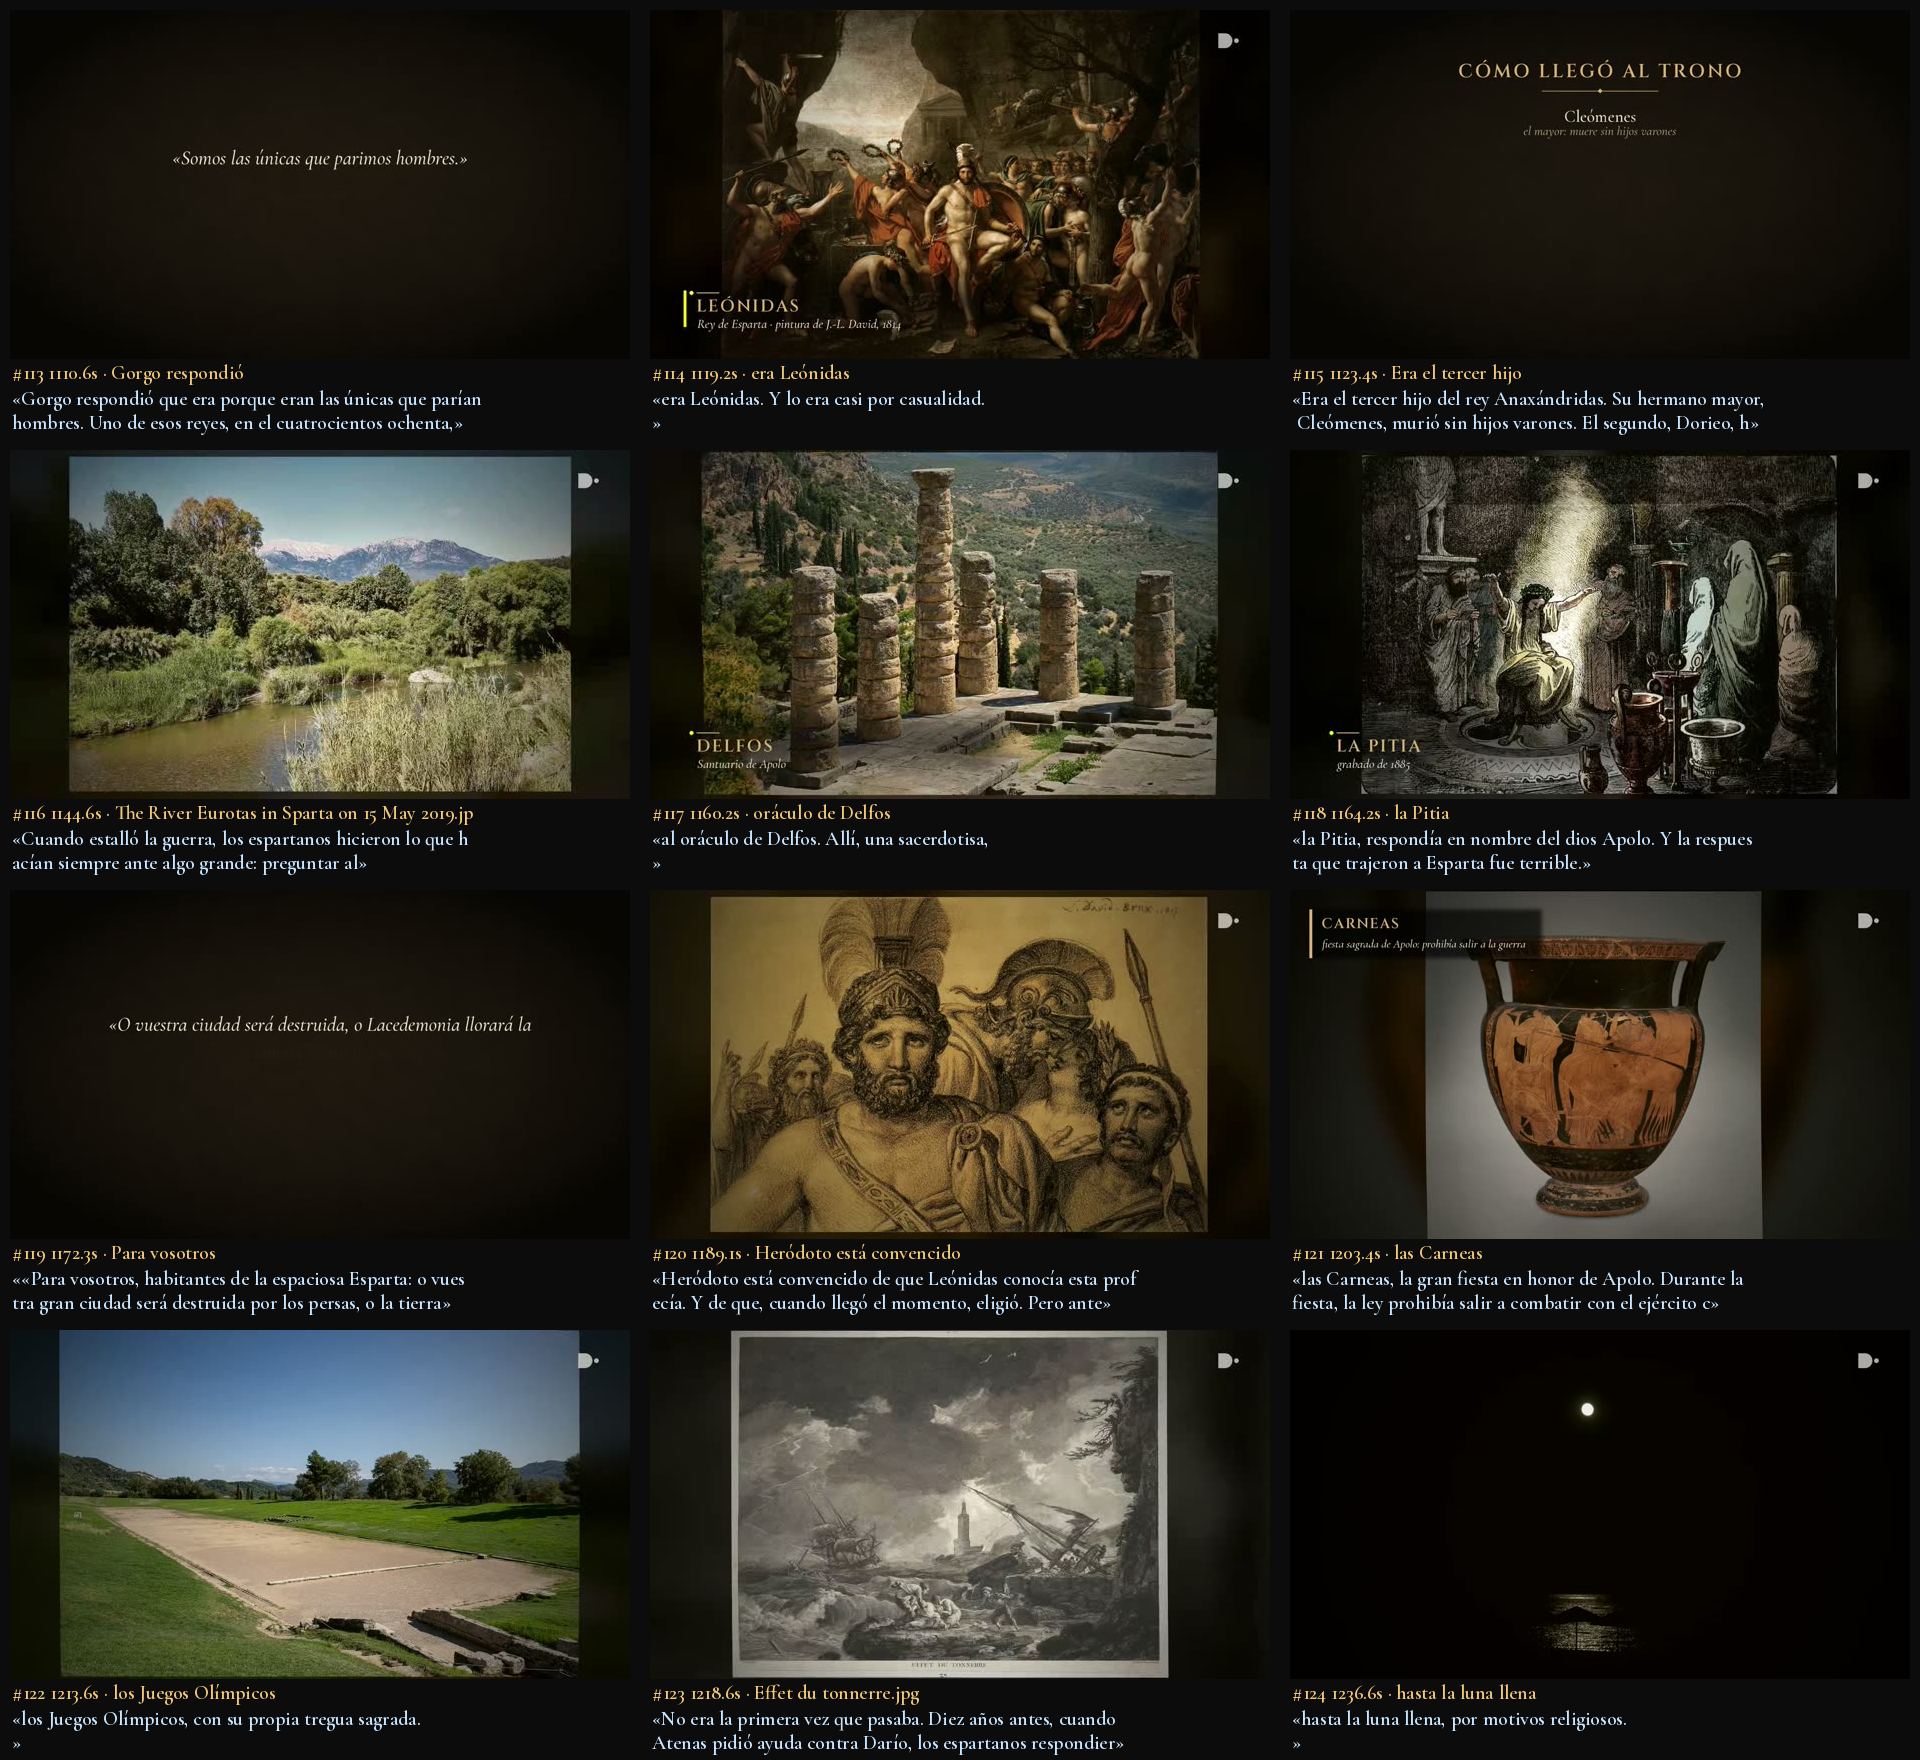 «Somos las únicas que parimos hombres.»
#113 1110.6s · Gorgo respondió
«Gorgo respondió que era porque eran las únicas que parían
hombres. Uno de esos reyes, en el cuatrocientos ochenta,»
LEÓNIDAS
Rey de Esparta · pintura de J.-L. David, 1814
#114 1119.2s · era Leónidas
«era Leónidas. Y lo era casi por casualidad.
»
CÓMO LLEGÓ AL TRONO
Cleómenes
el mayor: muere sin hijos varones
#115 1123.4s · Era el tercer hijo
«Era el tercer hijo del rey Anaxándridas. Su hermano mayor,
Cleómenes, murió sin hijos varones. El segundo, Dorieo, h»
#116 1144.6s · The River Eurotas in Sparta on 15 May 2019.jp
«Cuando estalló la guerra, los espartanos hicieron lo que h
acían siempre ante algo grande: preguntar al»
DELFOS
Santuario de Apolo
#117 1160.2s · oráculo de Delfos
«al oráculo de Delfos. Allí, una sacerdotisa,
»
LA PITIA
grabado de 1885
#118 1164.2s · la Pitia
«la Pitia, respondía en nombre del dios Apolo. Y la respues
ta que trajeron a Esparta fue terrible.»
«O vuestra ciudad será destruida, o Lacedemonia llorará la
#119 1172.3s · Para vosotros
««Para vosotros, habitantes de la espaciosa Esparta: o vues
tra gran ciudad será destruida por los persas, o la tierra»
#120 1189.1s · Heródoto está convencido
«Heródoto está convencido de que Leónidas conocía esta prof
ecía. Y de que, cuando llegó el momento, eligió. Pero ante»
CARNEAS
fiesta sagrada de Apolo: prohibía salir a la guerra
#121 1203.4s · las Carneas
«las Carneas, la gran fiesta en honor de Apolo. Durante la
fiesta, la ley prohibía salir a combatir con el ejército c»
#122 1213.6s · los Juegos Olímpicos
«los Juegos Olímpicos, con su propia tregua sagrada.
»
EFFET DU TONNERRE
#123 1218.6s · Effet du tonnerre.jpg
«No era la primera vez que pasaba. Diez años antes, cuando
Atenas pidió ayuda contra Darío, los espartanos respondier»
#124 1236.6s · hasta la luna llena
«hasta la luna llena, por motivos religiosos.
»